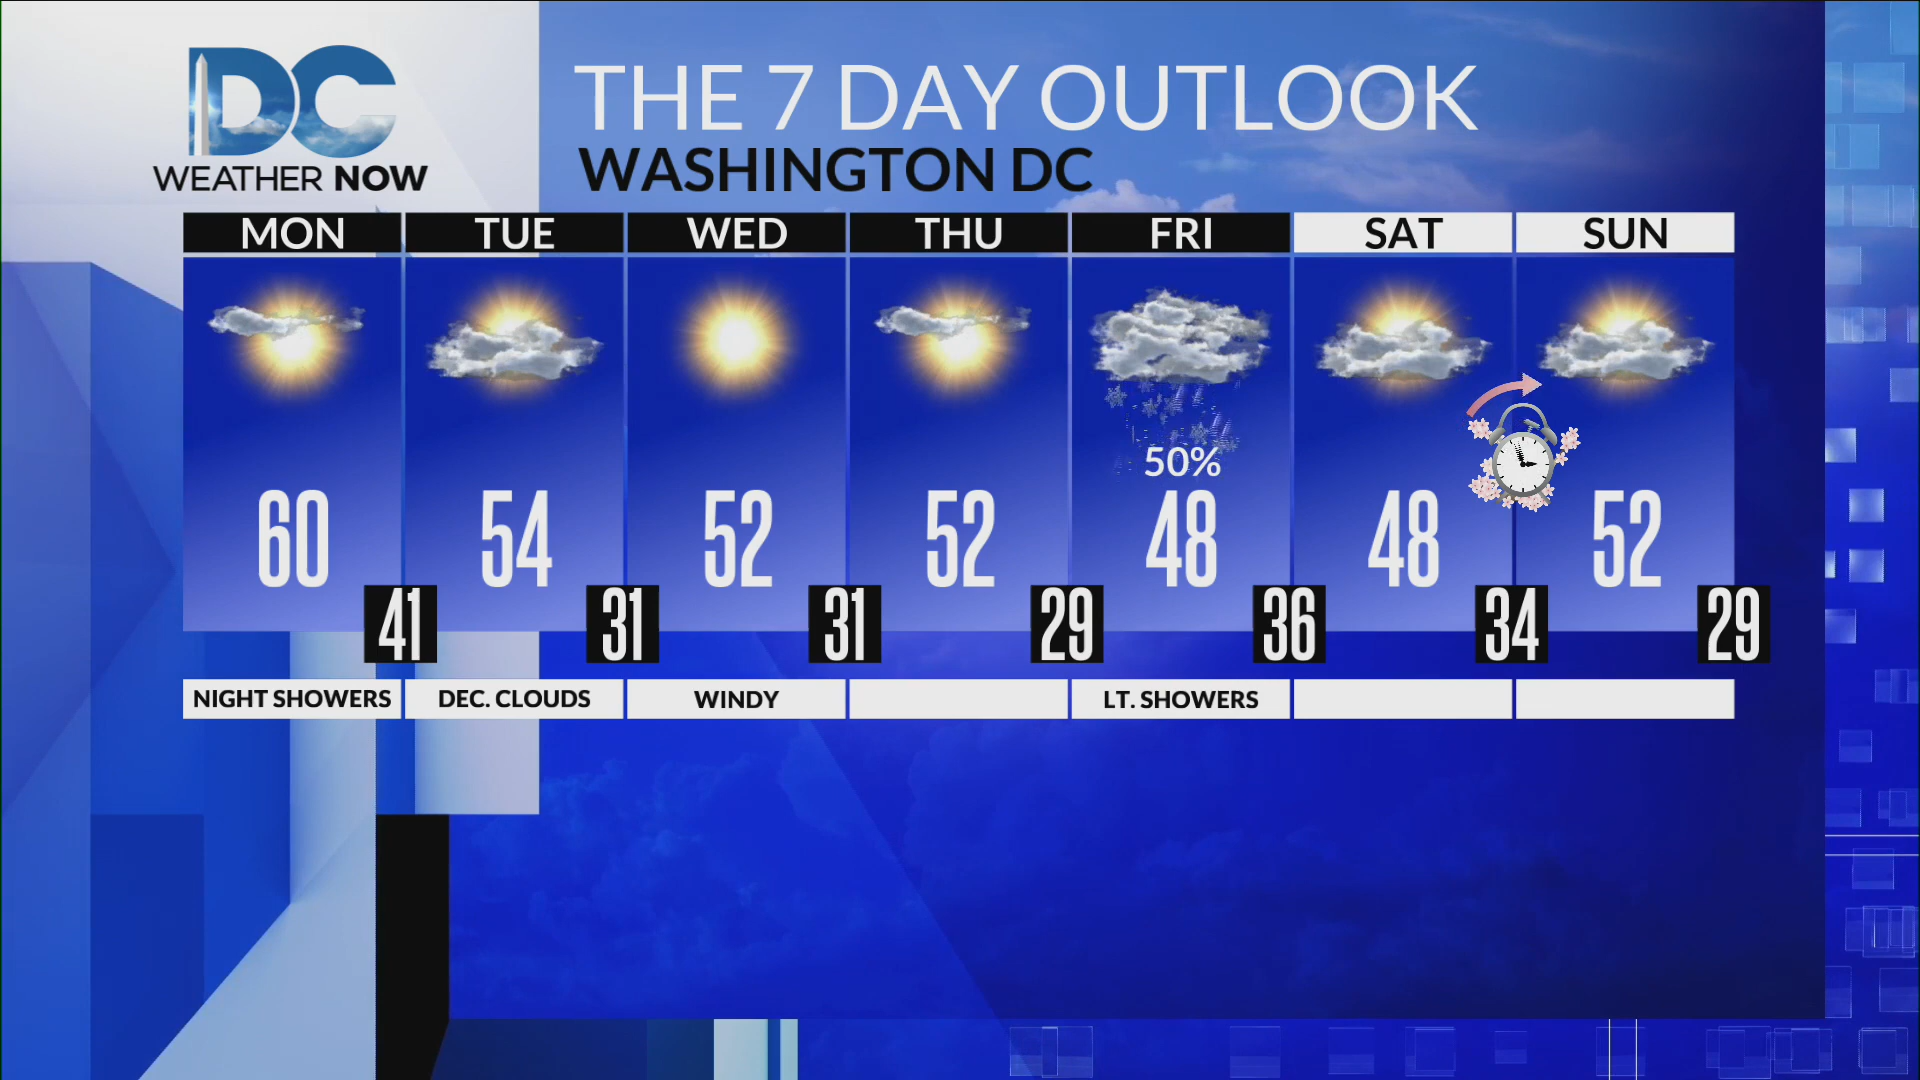 DC
WEATHER NOW
THE 7 DAY OUTLOOK
WASHINGTON DC
MON TUE WED THU FRI SAT SUN
50%
60 54 52 52 48 48 52
41 31 31 29 36 34 29
NIGHT SHOWERS DEC. CLOUDS WINDY LT. SHOWERS